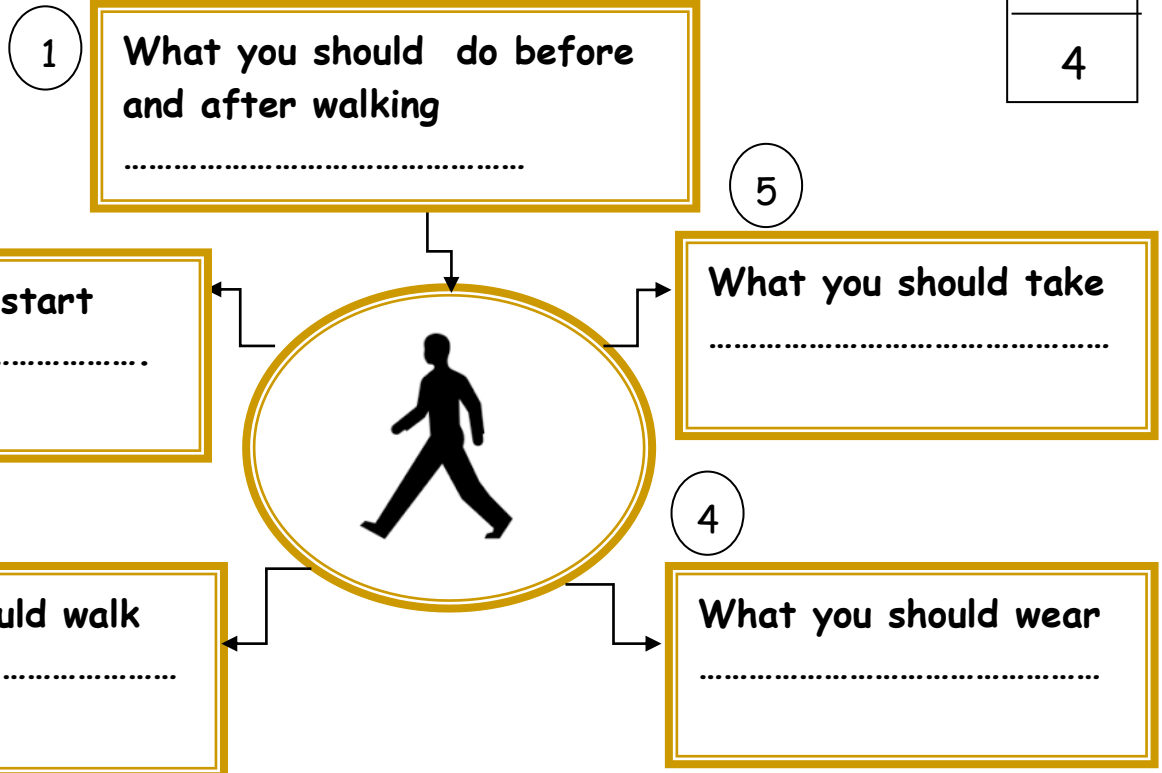 1
What you should do before
and after walking
................................................
4
5
What you should take
................................................
start
...................
4
What you should wear
................................................
uld walk
.....................